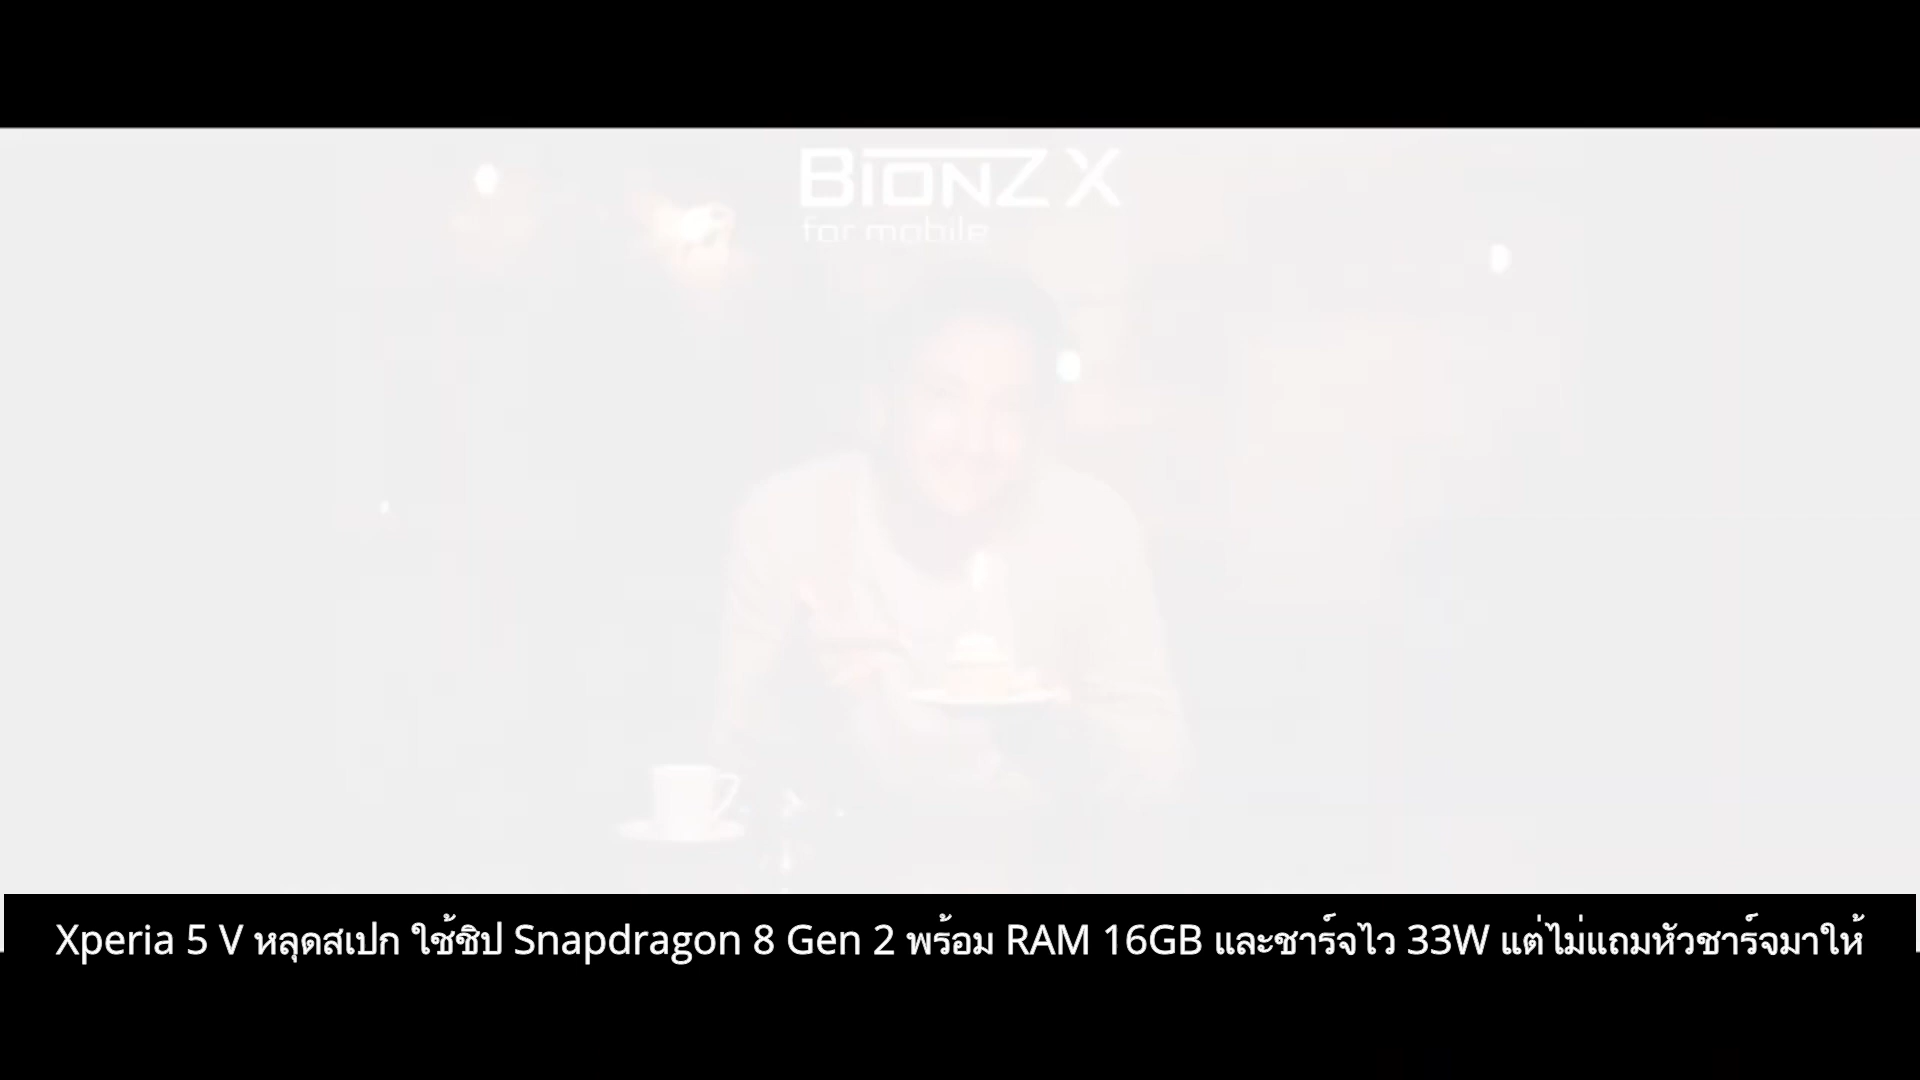 BIONZ X
for mobile
Xperia 5 V หลุดสเปก ใช้ชิป Snapdragon 8 Gen 2 พร้อม RAM 16GB และชาร์จไว 33W แต่ไม่แถมหัวชาร์จมาให้